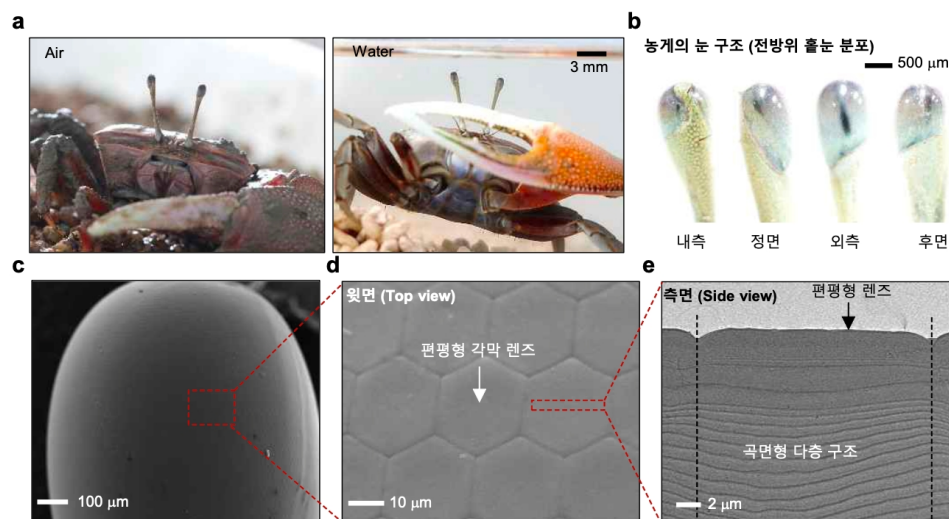 a
Air
Water
3 mm
b
농게의 눈 구조 (전방위 홑눈 분포)
500 μm
내측
정면
외측
후면
c
100 μm
d
윗면 (Top view)
편평형 각막 렌즈
10 μm
e
측면 (Side view)
편평형 렌즈
곡면형 다층 구조
2 μm